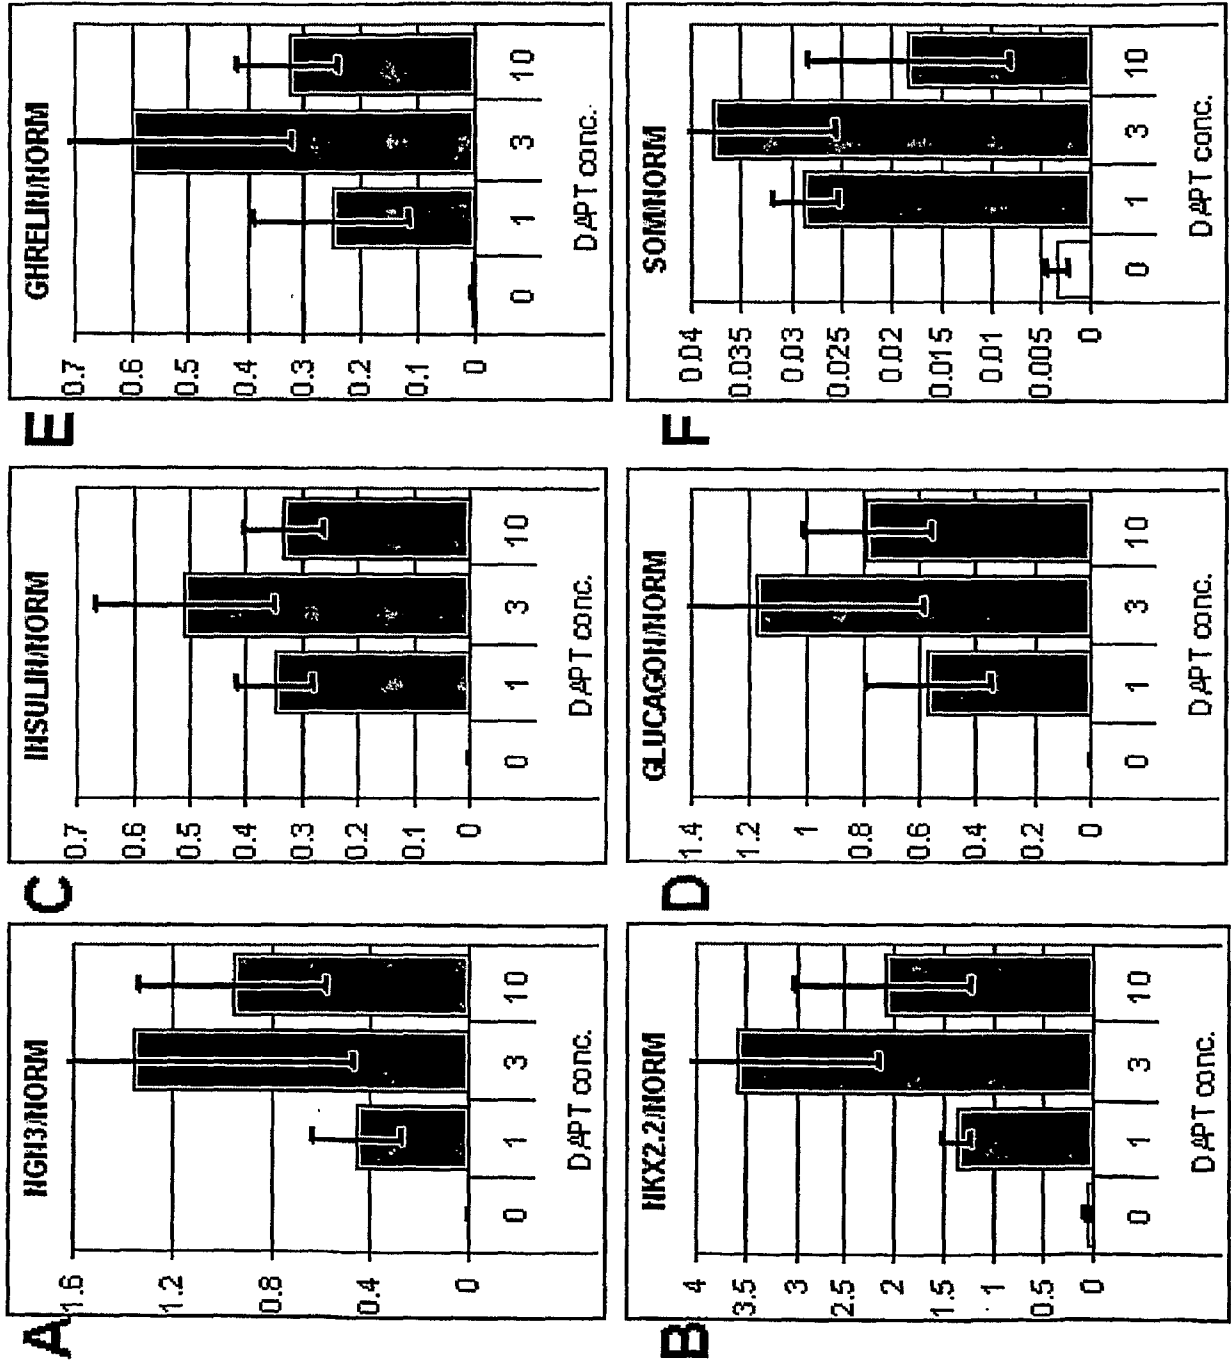 A
NGN3/NORM
1.6
1.2
0.8
0.4
0
0 1 3 10
DAPT conc.
B
NKX2.2/NORM
4
3.5
3
2.5
2
1.5
1
0.5
0
0 1 3 10
DAPT conc.
C
INSULIN/NORM
0.7
0.6
0.5
0.4
0.3
0.2
0.1
0
0 1 3 10
DAPT conc.
D
GLUCAGON/NORM
1.4
1.2
1
0.8
0.6
0.4
0.2
0
0 1 3 10
DAPT conc.
E
GHRELIN/NORM
0.7
0.6
0.5
0.4
0.3
0.2
0.1
0
0 1 3 10
DAPT conc.
F
SOM/NORM
0.04
0.035
0.03
0.025
0.02
0.015
0.01
0.005
0
0 1 3 10
DAPT conc.